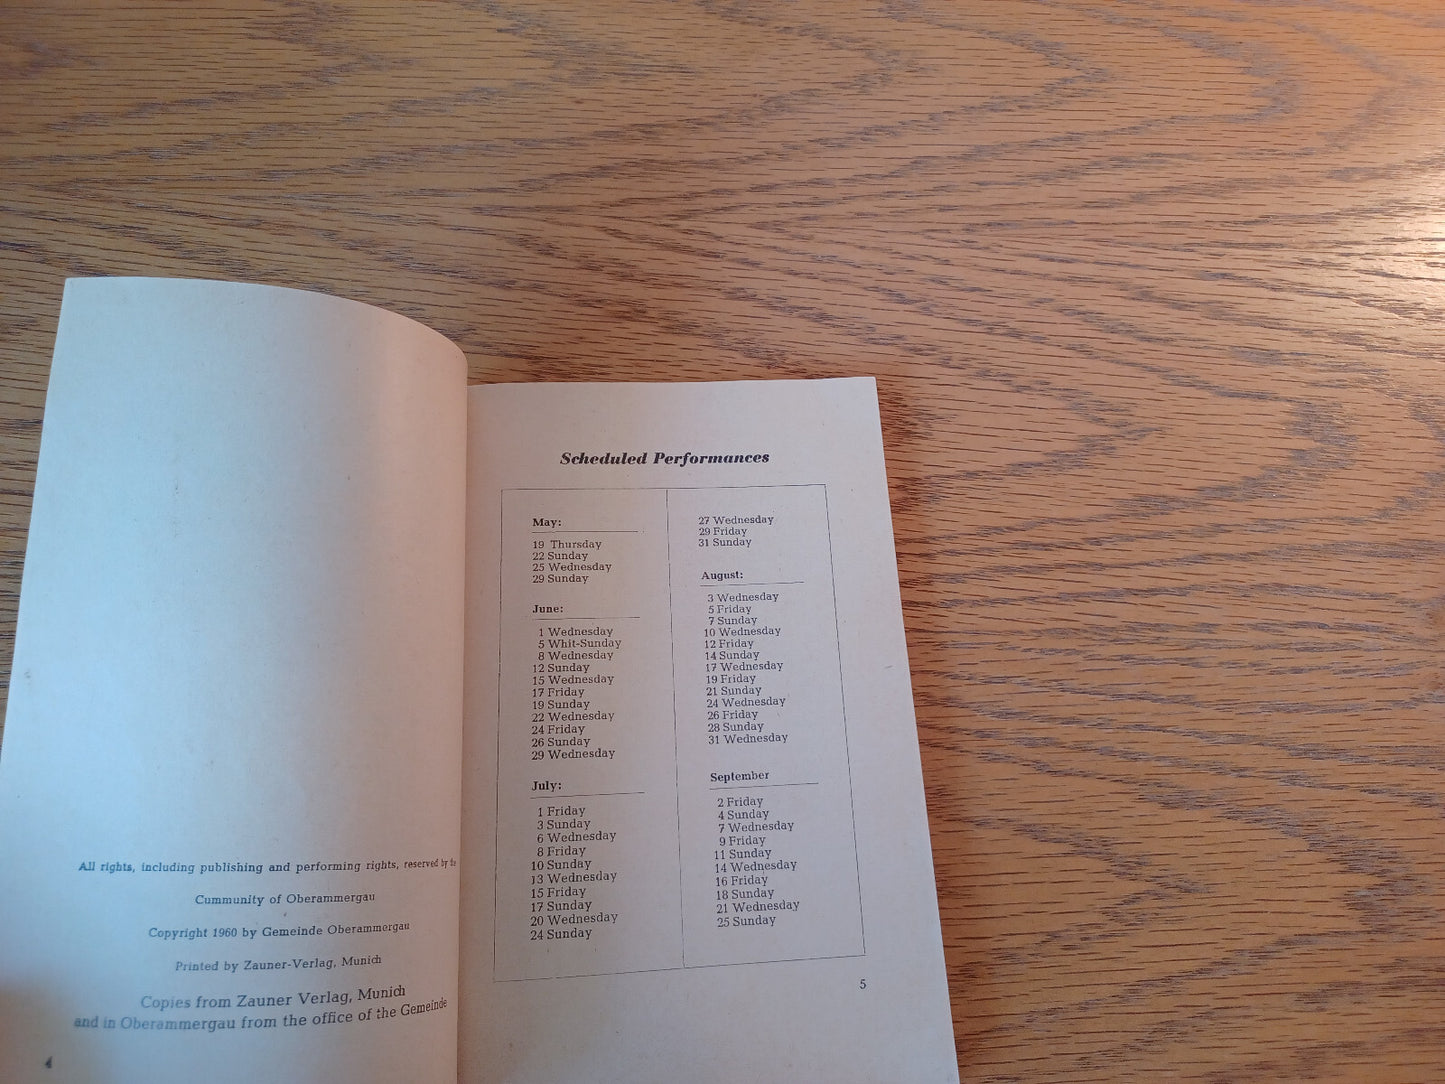 All rights, including publishing and performing rights, reserved by the
Cummunity of Oberammergau
Copyright 1960 by Gemeinde Oberammergau
Printed by Zauner-Verlag, Munich
Copies from Zauner Verlag, Munich
and in Oberammergau from the office of the Gemeinde
4
Scheduled Performances
May:
19 Thursday
22 Sunday
25 Wednesday
29 Sunday
June:
1 Wednesday
5 Whit-Sunday
8 Wednesday
12 Sunday
15 Wednesday
17 Friday
19 Sunday
22 Wednesday
24 Friday
26 Sunday
29 Wednesday
July:
1 Friday
3 Sunday
6 Wednesday
8 Friday
10 Sunday
13 Wednesday
15 Friday
17 Sunday
20 Wednesday
24 Sunday
27 Wednesday
29 Friday
31 Sunday
August:
3 Wednesday
5 Friday
7 Sunday
10 Wednesday
12 Friday
14 Sunday
17 Wednesday
19 Friday
21 Sunday
24 Wednesday
26 Friday
28 Sunday
31 Wednesday
September
2 Friday
4 Sunday
7 Wednesday
9 Friday
11 Sunday
14 Wednesday
16 Friday
18 Sunday
21 Wednesday
25 Sunday
5